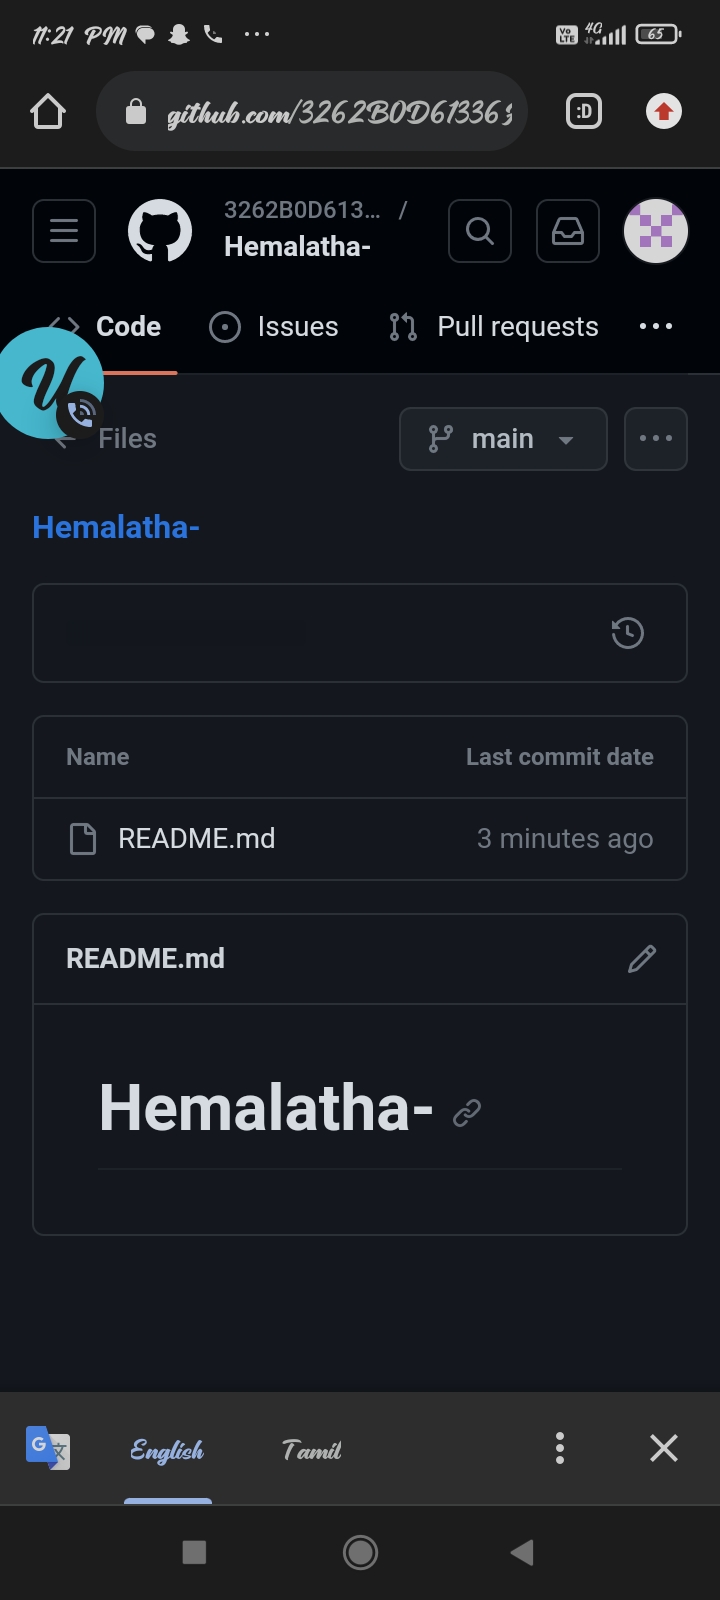 11:21 PM
Vo LTE 4G 65
github.com/3262B0D61336
:D
3262B0D613... /
Hemalatha-
Code Issues Pull requests
Files main
Hemalatha-
Name Last commit date
README.md 3 minutes ago
README.md
Hemalatha-
G 文 English Tamil